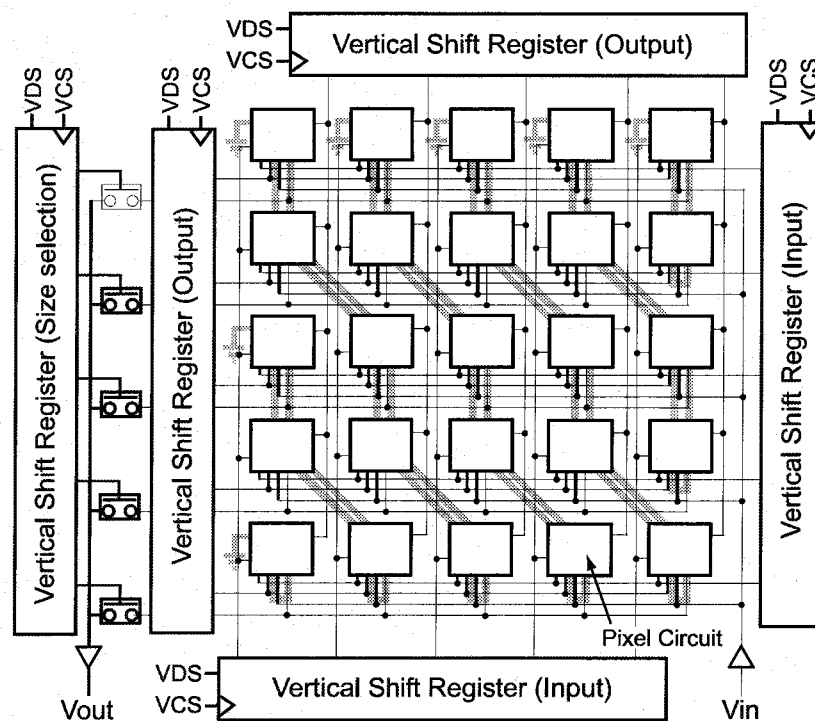 VDS
VCS
Vertical Shift Register (Output)
VDS
VCS
VDS
VCS
VDS
VCS
Vertical Shift Register (Size selection)
Vertical Shift Register (Output)
Vertical Shift Register (Input)
Pixel Circuit
VDS
VCS
Vertical Shift Register (Input)
Vout
Vin